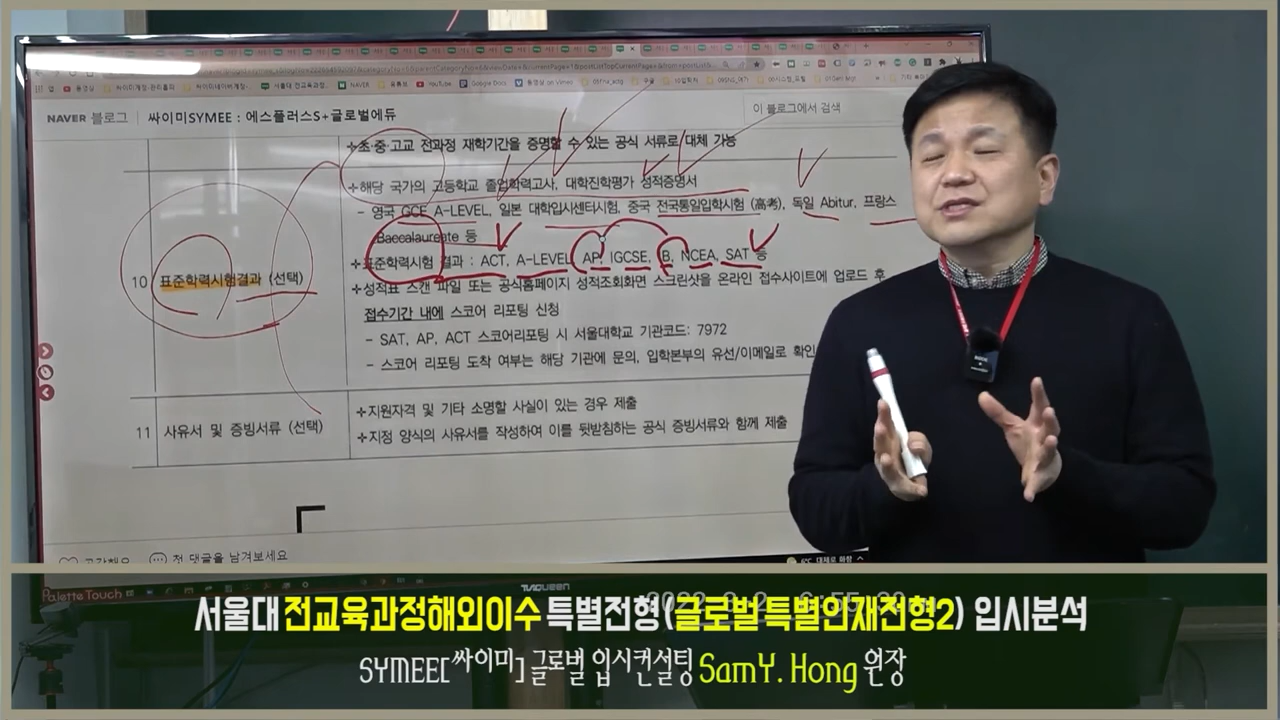 NAVER 블로그 | 싸이미SYMEE : 에스플러스S+글로벌에듀
이 블로그에서 검색
✢초·중·고교 전과정 재학기간을 증명할 수 있는 공식 서류로 대체 가능
✢해당 국가의 고등학교 졸업학력고사, 대학진학평가 성적증명서
- 영국 GCE A-LEVEL, 일본 대학입시센터시험, 중국 전국통일입학시험(高考), 독일 Abitur, 프랑스
Baccalaureate 등
10 표준학력시험결과 (선택)
✢표준학력시험 결과 : ACT, A-LEVEL, AP, IGCSE, IB, NCEA, SAT 등
✢성적표 스캔 파일 또는 공식홈페이지 성적조회화면 스크린샷을 온라인 접수사이트에 업로드 후
접수기간 내에 스코어 리포팅 신청
- SAT, AP, ACT 스코어리포팅 시 서울대학교 기관코드: 7972
- 스코어 리포팅 도착 여부는 해당 기관에 문의, 입학본부의 유선/이메일로 확인
11 사유서 및 증빙서류 (선택)
✢지원자격 및 기타 소명할 사실이 있는 경우 제출
✢지정 양식의 사유서를 작성하여 이를 뒷받침하는 공식 증빙서류와 함께 제출
공감해요 첫 댓글을 남겨보세요
PaletteTouch
서울대 전교육과정해외이수 특별전형(글로벌 특별인재전형2) 입시분석
SYMEE[싸이미] 글로벌 입시컨설팅 Sam Y. Hong 원장